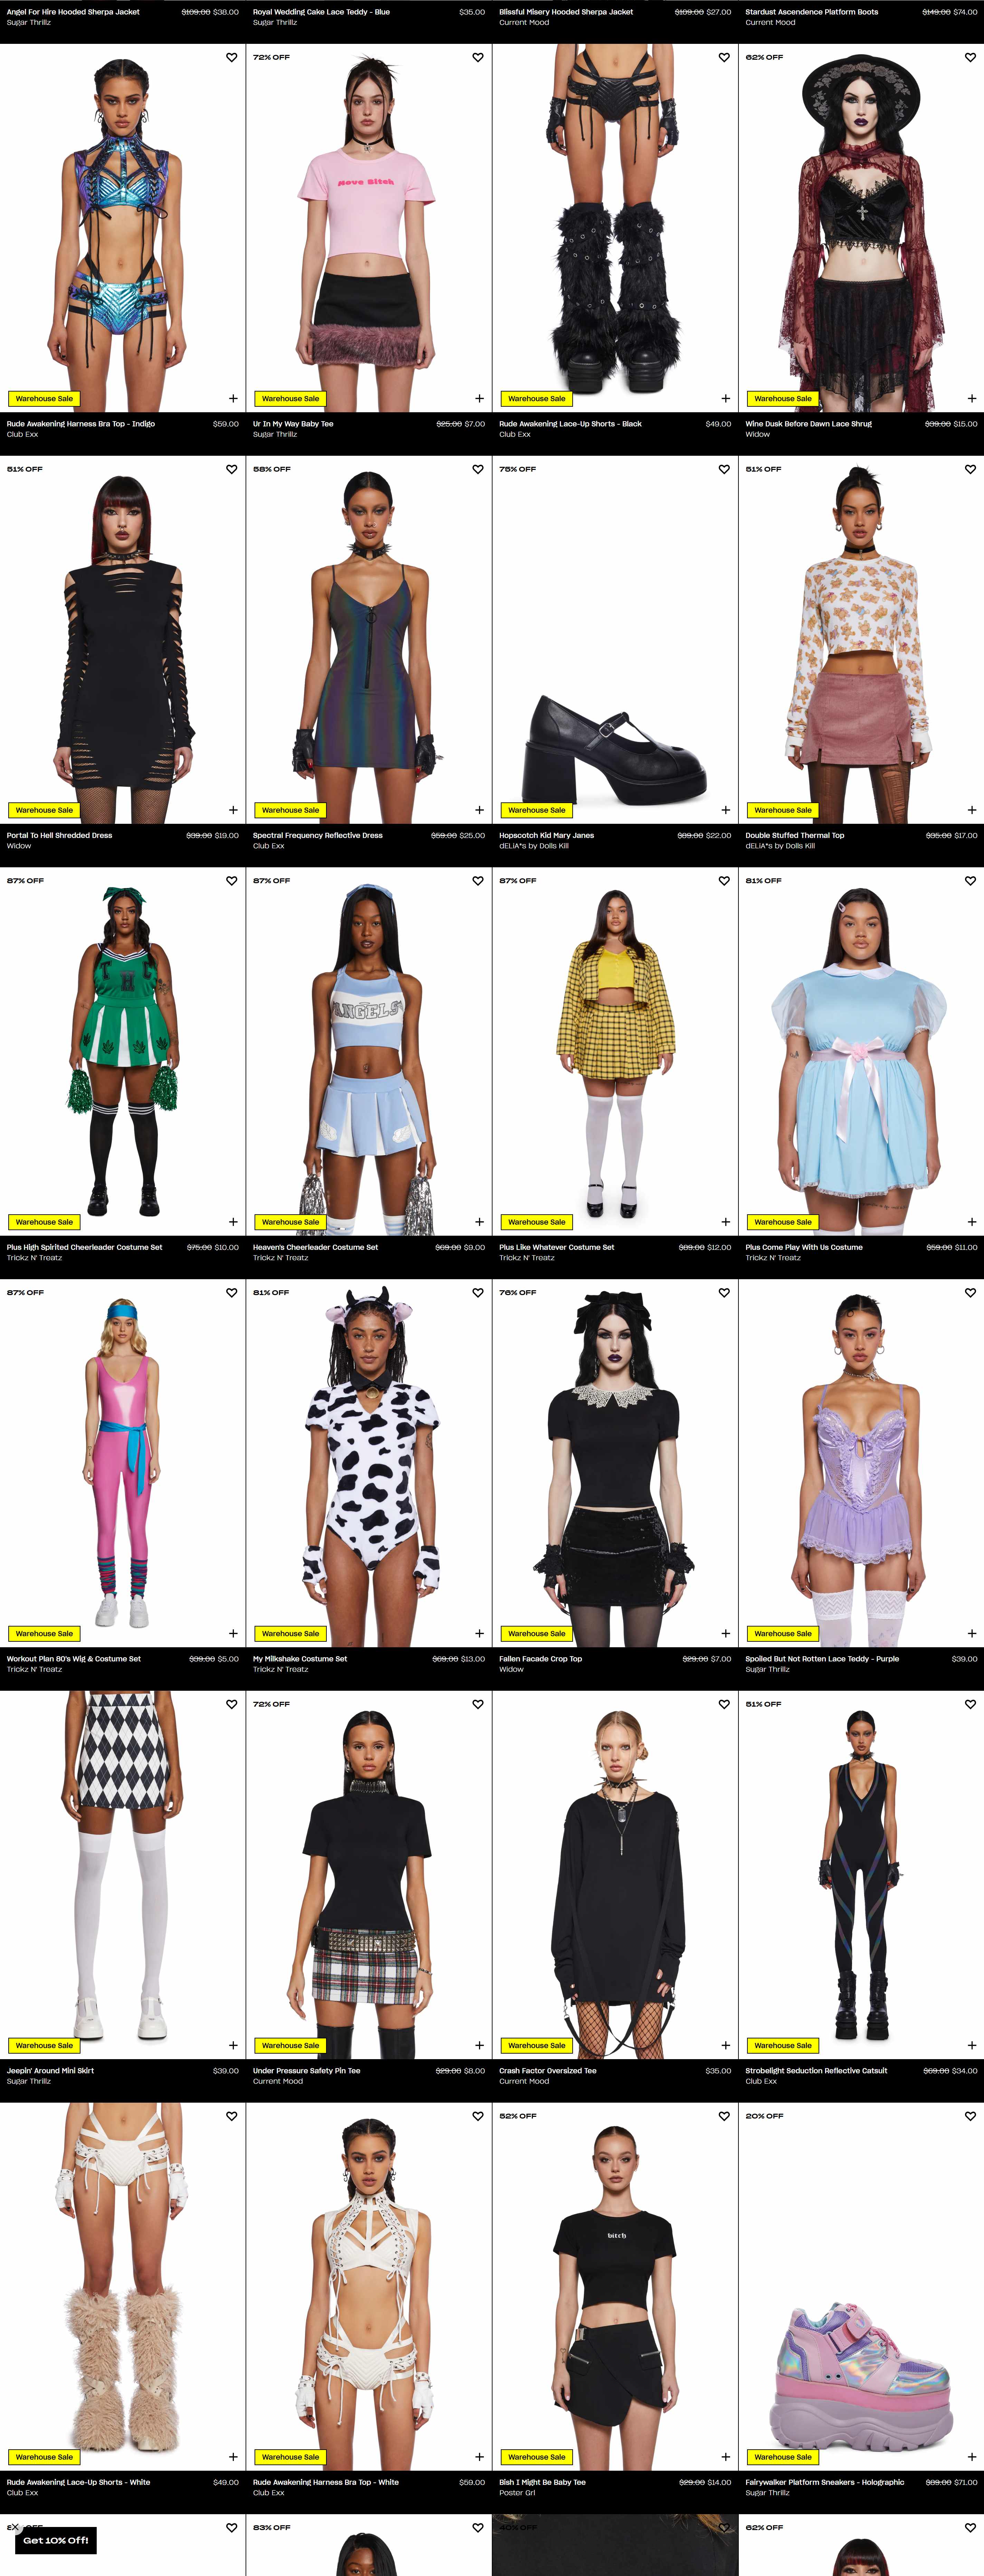 Angel For Hire Hooded Sherpa Jacket $109.00 $38.00
Sugar Thrillz
Royal Wedding Cake Lace Teddy - Blue $35.00
Sugar Thrillz
Blissful Misery Hooded Sherpa Jacket $109.00 $27.00
Current Mood
Stardust Ascendence Platform Boots $149.00 $74.00
Current Mood
Warehouse Sale
Rude Awakening Harness Bra Top - Indigo $59.00
Club Exx
72% OFF
Move Bitch
Warehouse Sale
Ur In My Way Baby Tee $25.00 $7.00
Sugar Thrillz
Warehouse Sale
Rude Awakening Lace-Up Shorts - Black $49.00
Club Exx
62% OFF
Warehouse Sale
Wine Dusk Before Dawn Lace Shrug $39.00 $15.00
Widow
51% OFF
Warehouse Sale
Portal To Hell Shredded Dress $39.00 $19.00
Widow
58% OFF
Warehouse Sale
Spectral Frequency Reflective Dress $59.00 $25.00
Club Exx
75% OFF
Warehouse Sale
Hopscotch Kid Mary Janes $89.00 $22.00
dELiA*s by Dolls Kill
51% OFF
Warehouse Sale
Double Stuffed Thermal Top $35.00 $17.00
dELiA*s by Dolls Kill
87% OFF
H
Warehouse Sale
Plus High Spirited Cheerleader Costume Set $75.00 $10.00
Trickz N' Treatz
87% OFF
ANGELS
Warehouse Sale
Heaven's Cheerleader Costume Set $69.00 $9.00
Trickz N' Treatz
87% OFF
Warehouse Sale
Plus Like Whatever Costume Set $89.00 $12.00
Trickz N' Treatz
81% OFF
Warehouse Sale
Plus Come Play With Us Costume $59.00 $11.00
Trickz N' Treatz
87% OFF
Warehouse Sale
Workout Plan 80's Wig & Costume Set $39.00 $5.00
Trickz N' Treatz
81% OFF
Warehouse Sale
My Milkshake Costume Set $69.00 $13.00
Trickz N' Treatz
76% OFF
Warehouse Sale
Fallen Facade Crop Top $29.00 $7.00
Widow
Warehouse Sale
Spoiled But Not Rotten Lace Teddy - Purple $39.00
Sugar Thrillz
Warehouse Sale
Jeepin' Around Mini Skirt $39.00
Sugar Thrillz
72% OFF
Warehouse Sale
Under Pressure Safety Pin Tee $29.00 $8.00
Current Mood
Warehouse Sale
Crash Factor Oversized Tee $35.00
Current Mood
51% OFF
Warehouse Sale
Strobelight Seduction Reflective Catsuit $69.00 $34.00
Club Exx
Warehouse Sale
Rude Awakening Lace-Up Shorts - White $49.00
Club Exx
Warehouse Sale
Rude Awakening Harness Bra Top - White $59.00
Club Exx
52% OFF
bitch
Warehouse Sale
Bish I Might Be Baby Tee $29.00 $14.00
Poster Grl
20% OFF
Warehouse Sale
Fairywalker Platform Sneakers - Holographic $89.00 $71.00
Sugar Thrillz
Get 10% Off!
83% OFF
40% OFF
62% OFF